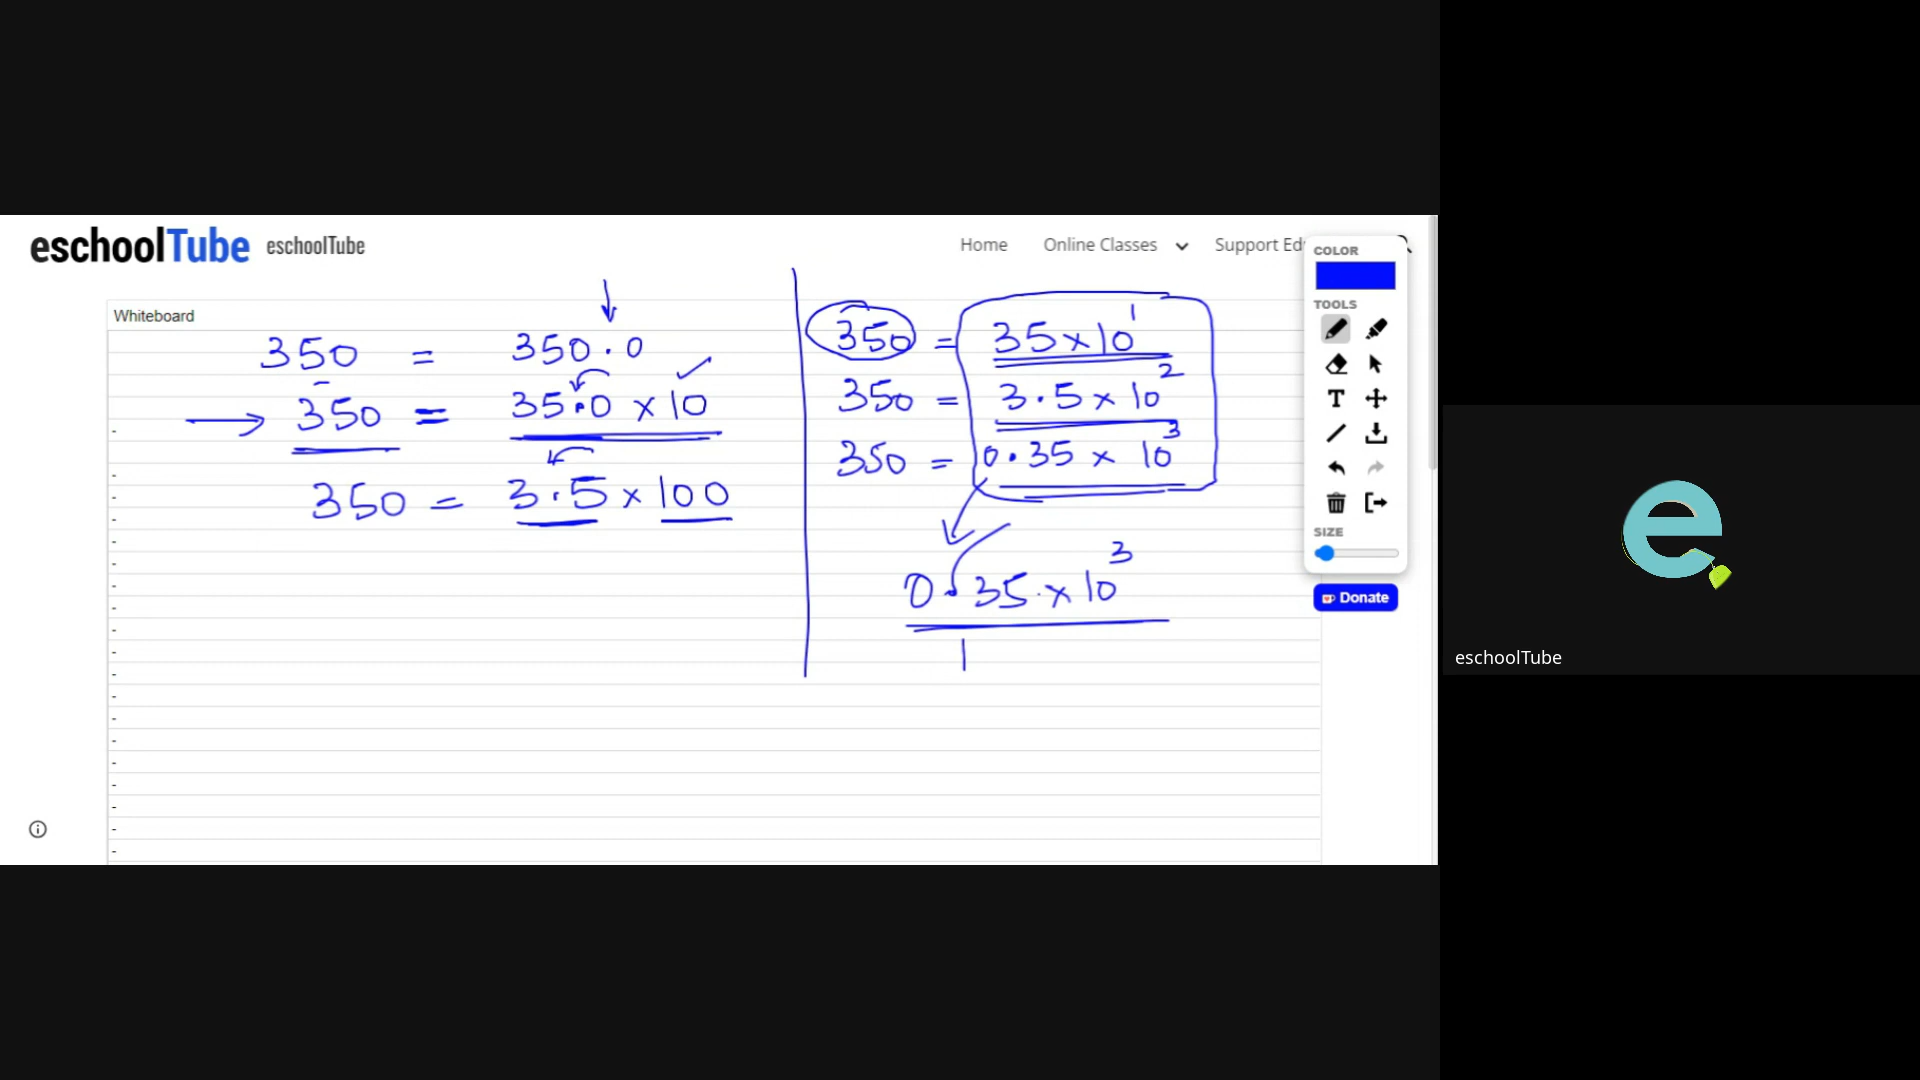 eschoolTube eschoolTube
Home Online Classes Support Ed
Whiteboard
350 = 350.0
350 = 35.0 x 10
350 = 3.5 x 100
350 = 35 x 10¹
350 = 3.5 x 10²
350 = 0.35 x 10³
0.35 x 10³
COLOR
TOOLS
T
SIZE
Donate
eschoolTube